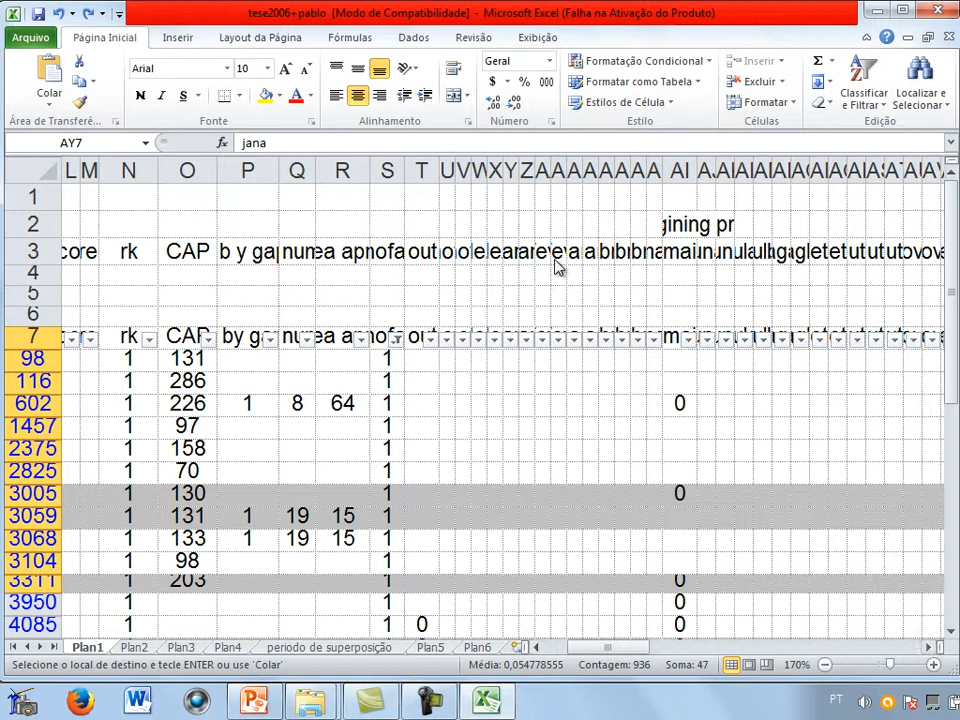 tese2006+pablo [Modo de Compatibilidade] - Microsoft Excel (Falha na Ativação do Produto)
Arquivo Página Inicial Inserir Layout da Página Fórmulas Dados Revisão Exibição
Colar Arial 10 Geral Formatação Condicional Inserir Σ
N I S $ % 000 Formatar como Tabela Excluir Classificar Localizar e
Estilos de Célula Formatar e Filtrar Selecionar
Área de Transferê... Fonte Alinhamento Número Estilo Células Edição
AY7 fx jana
L M N O P Q R S T U V W X Y Z
1
2 gining pr
3 core rk CAP b y gap out
4
5
6
7 core rk CAP by gap
98 1 131 1
116 1 286 1
602 1 226 1 8 64 1 0
1457 1 97 1
2375 1 158 1
2825 1 70 1
3005 1 130 1 0
3059 1 131 1 19 15 1
3068 1 133 1 19 15 1
3104 1 98 1
3311 1 203 1 0
3950 1 1 0
4085 1 1 0 0
Plan1 Plan2 Plan3 Plan4 periodo de superposição Plan5 Plan6
Selecione o local de destino e tecle ENTER ou use 'Colar' Média: 0,054778555 Contagem: 936 Soma: 47 170%
PT